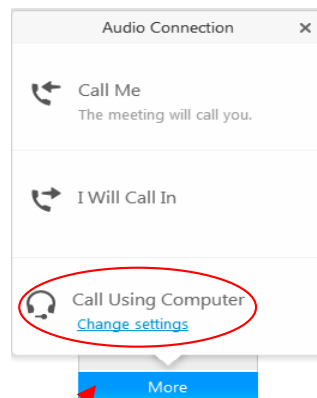 Audio Connection
Call Me
The meeting will call you.
I Will Call In
Call Using Computer
Change settings
More